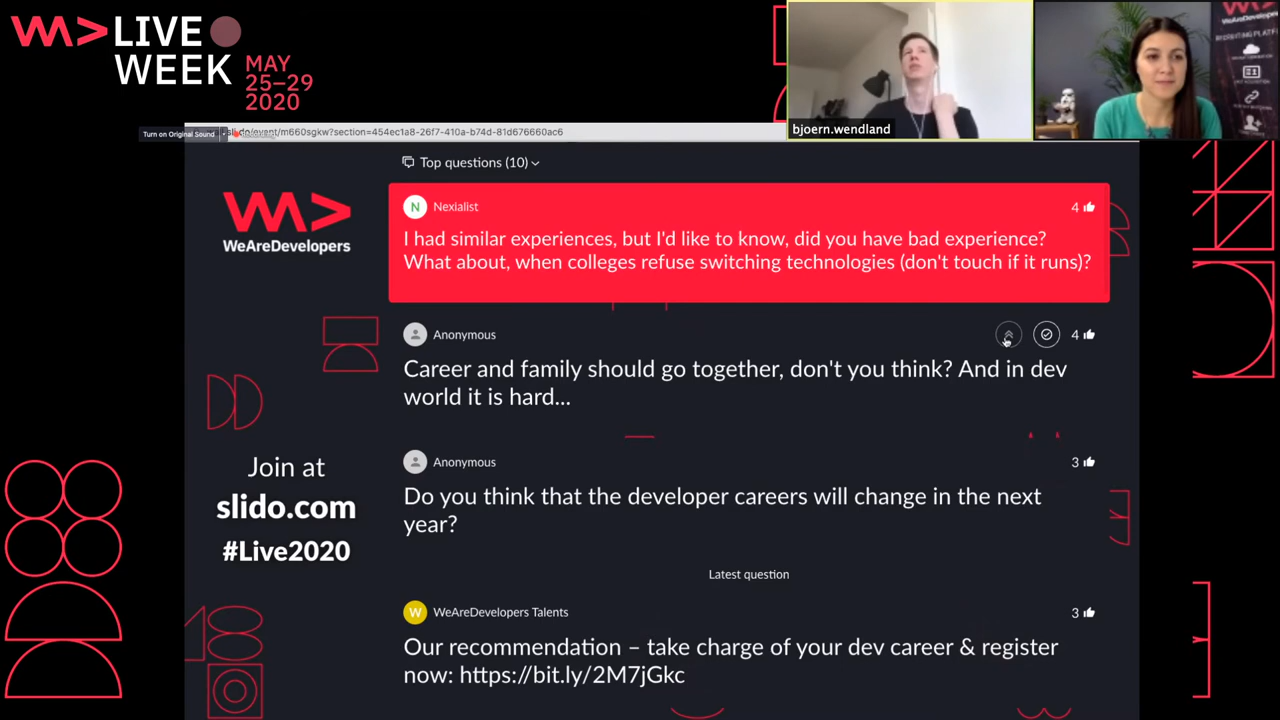 LIVE
WEEK
MAY
25–29
2020
bjoern.wendland
Turn on Original Sound
sli.do/event/m660sgkw?section=454ec1a8-26f7-410a-b74d-81d676660ac6
Top questions (10)
WeAreDevelopers
N Nexialist 4
I had similar experiences, but I'd like to know, did you have bad experience?
What about, when colleges refuse switching technologies (don't touch if it runs)?
Anonymous 4
Career and family should go together, don't you think? And in dev
world it is hard...
Anonymous 3
Do you think that the developer careers will change in the next
year?
Join at
slido.com
#Live2020
Latest question
W WeAreDevelopers Talents 3
Our recommendation – take charge of your dev career & register
now: https://bit.ly/2M7jGkc